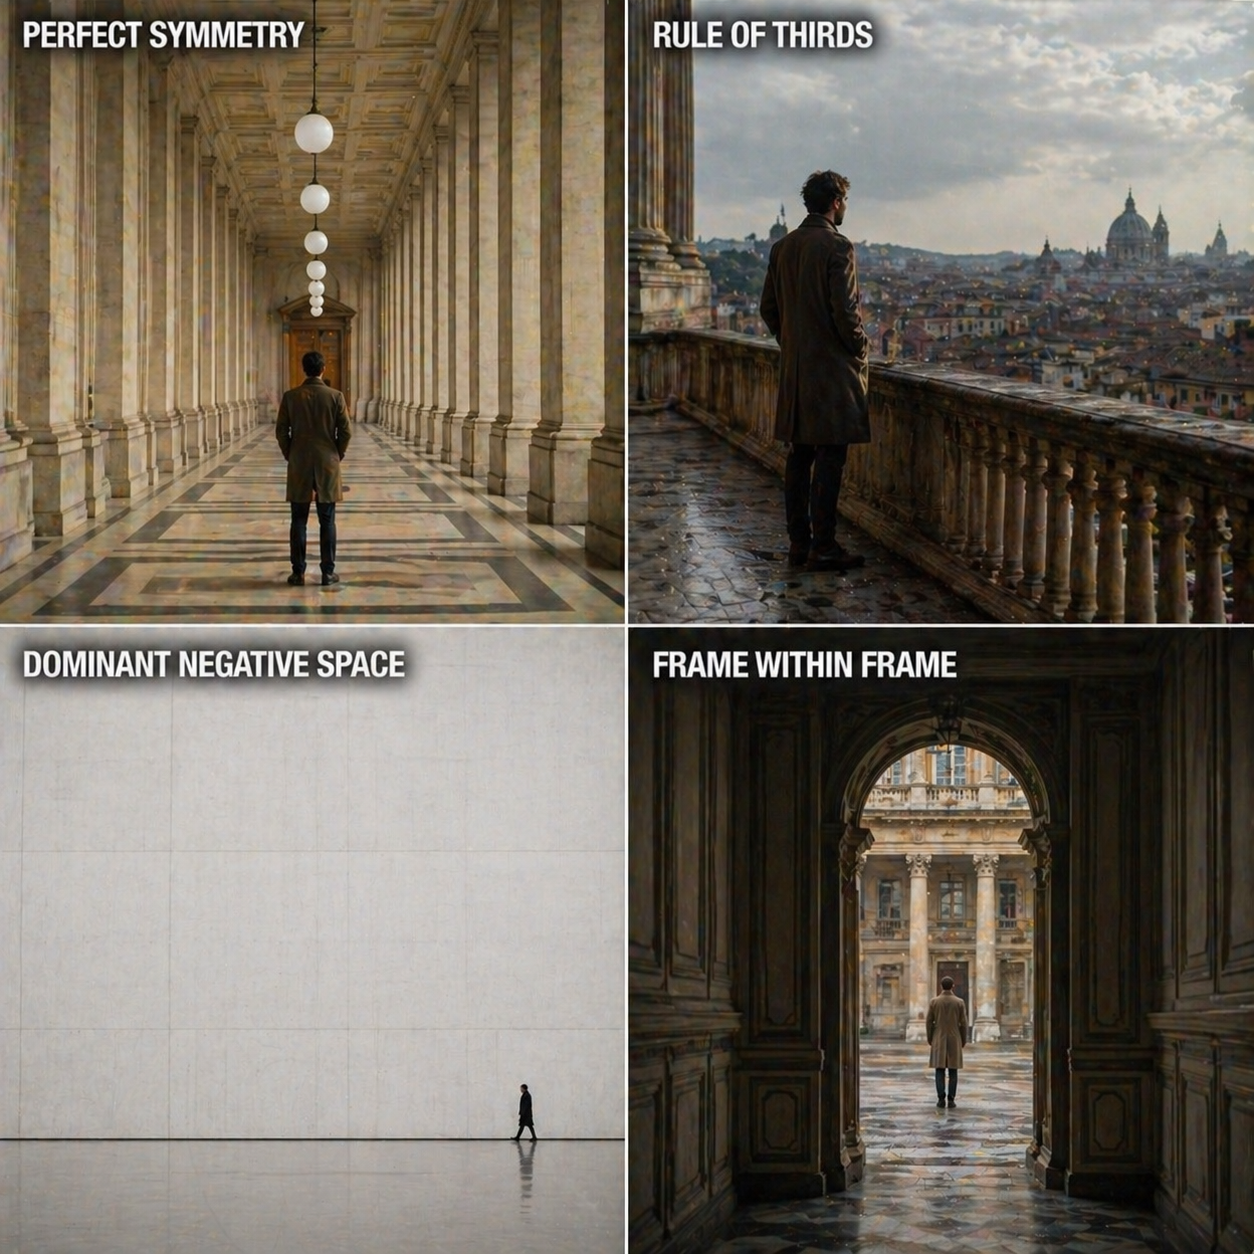 PERFECT SYMMETRY
RULE OF THIRDS
DOMINANT NEGATIVE SPACE
FRAME WITHIN FRAME